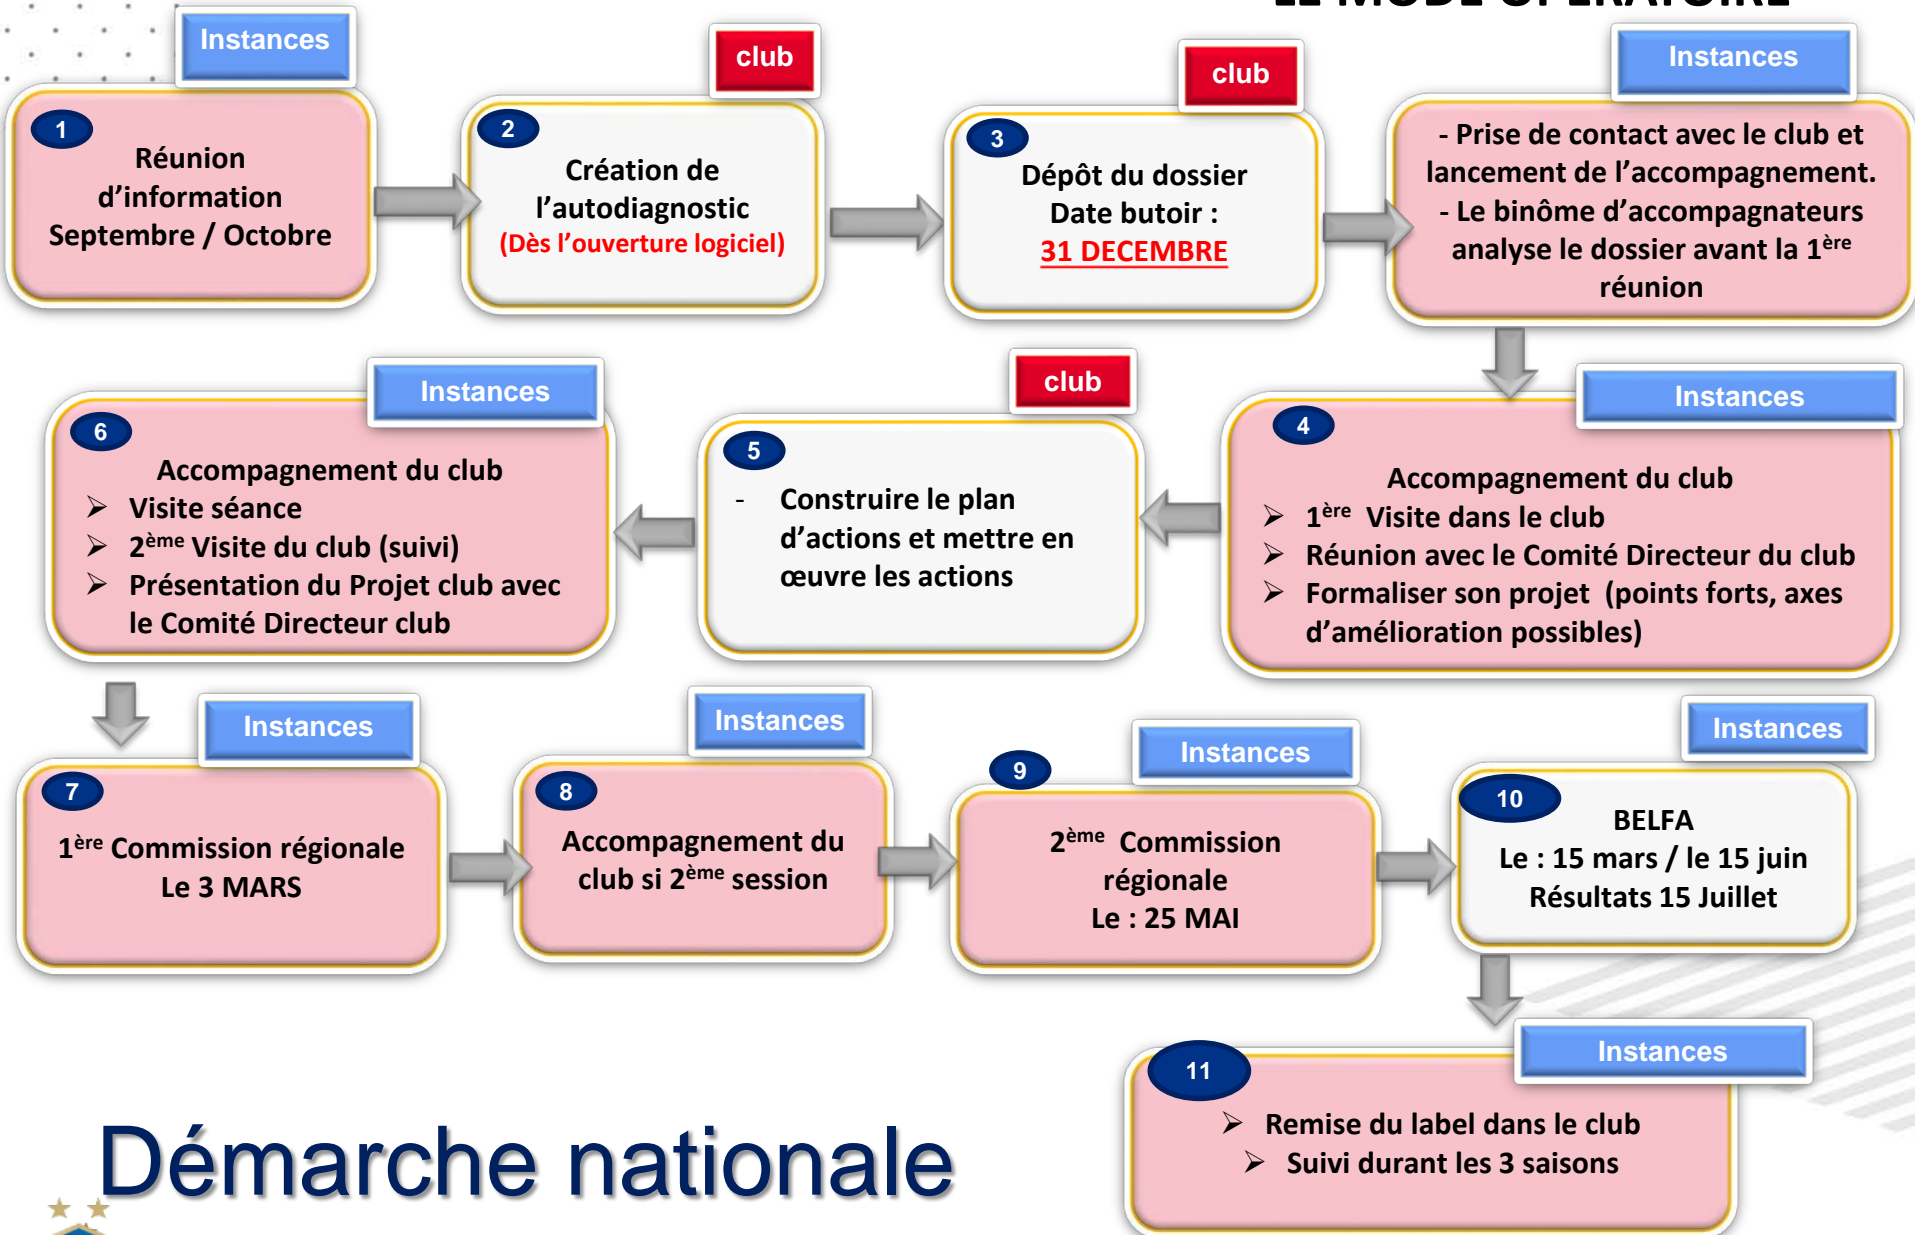 LE MODE OPERATOIRE
Instances
1
Réunion
d’information
Septembre / Octobre
club
2
Création de
l’autodiagnostic
(Dès l’ouverture logiciel)
club
3
Dépôt du dossier
Date butoir :
31 DECEMBRE
Instances
- Prise de contact avec le club et
lancement de l’accompagnement.
- Le binôme d’accompagnateurs
analyse le dossier avant la 1ère
réunion
Instances
4
Accompagnement du club
➢ 1ère Visite dans le club
➢ Réunion avec le Comité Directeur du club
➢ Formaliser son projet (points forts, axes
d’amélioration possibles)
club
5
- Construire le plan
d’actions et mettre en
œuvre les actions
Instances
6
Accompagnement du club
➢ Visite séance
➢ 2ème Visite du club (suivi)
➢ Présentation du Projet club avec
le Comité Directeur club
Instances
7
1ère Commission régionale
Le 3 MARS
Instances
8
Accompagnement du
club si 2ème session
Instances
9
2ème Commission
régionale
Le : 25 MAI
Instances
10
BELFA
Le : 15 mars / le 15 juin
Résultats 15 Juillet
Instances
11
➢ Remise du label dans le club
➢ Suivi durant les 3 saisons
Démarche nationale